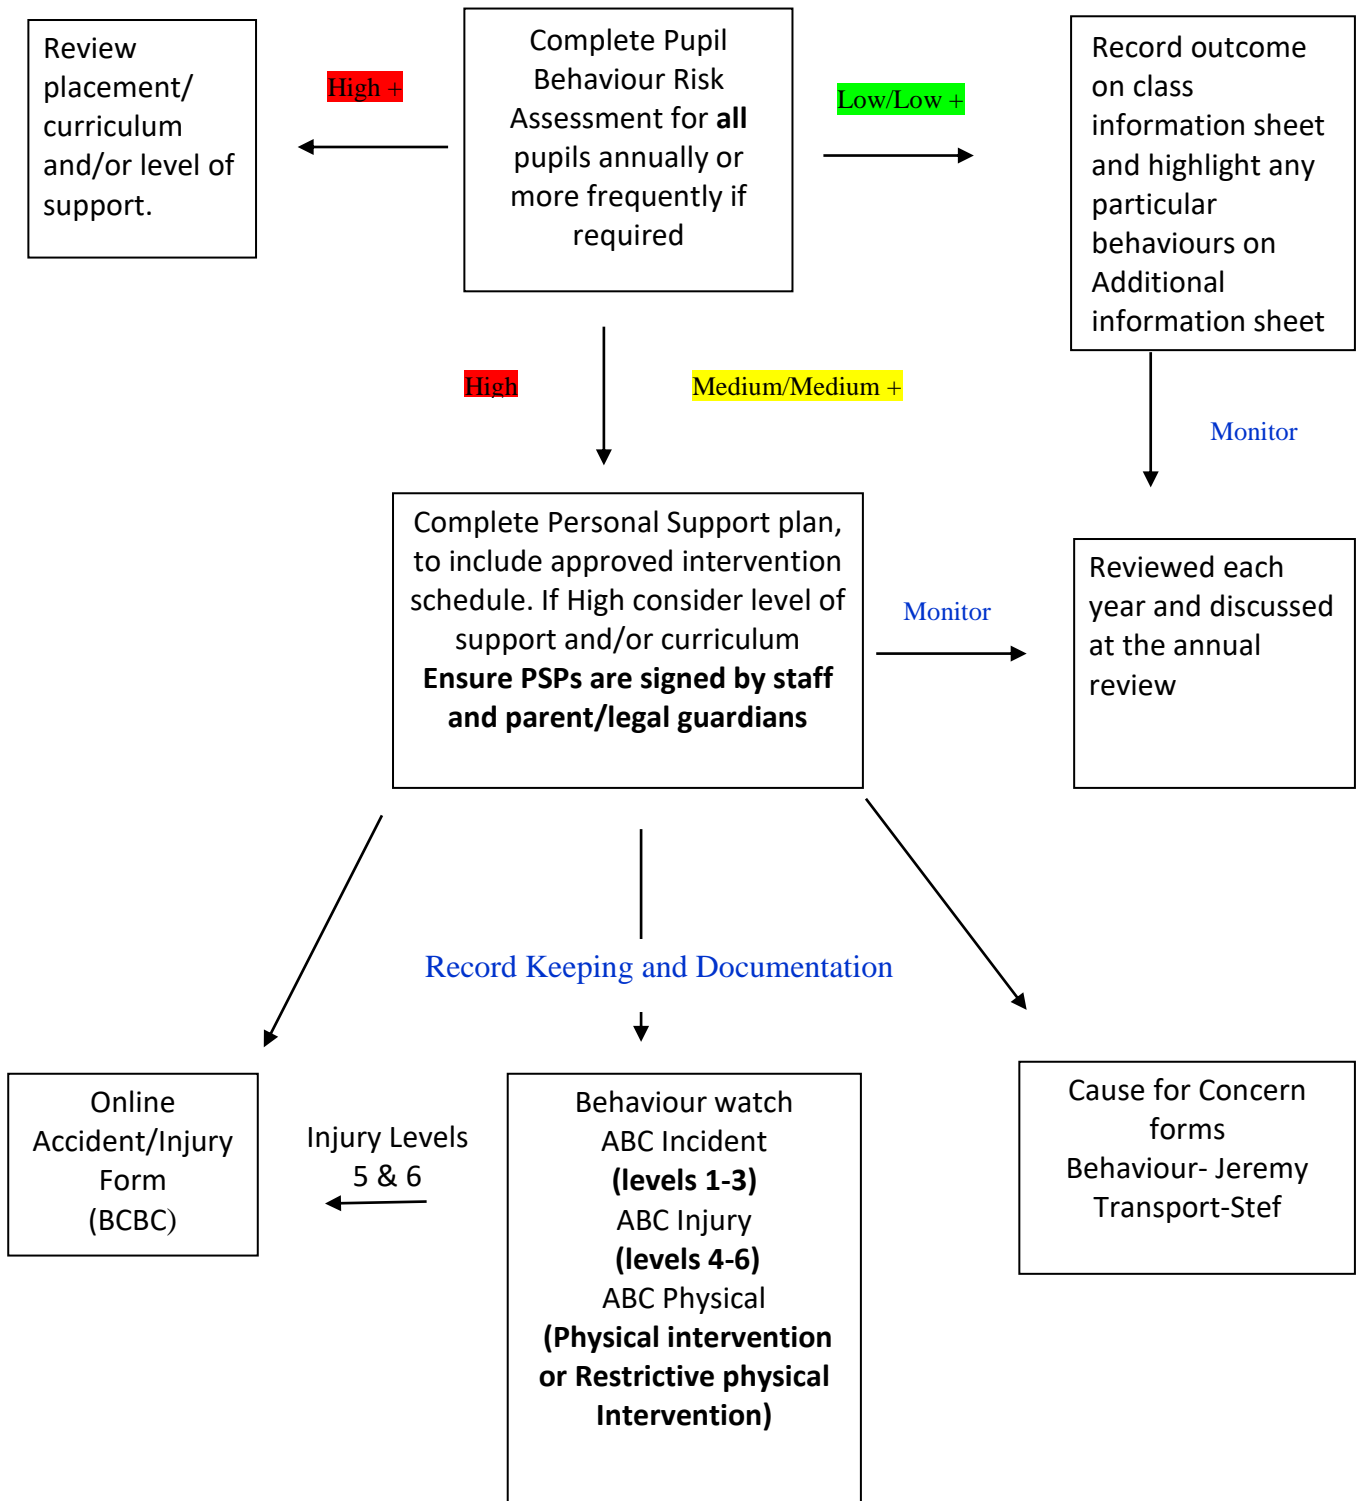 Review
placement/
curriculum
and/or level of
support.
High +
Complete Pupil
Behaviour Risk
Assessment for all
pupils annually or
more frequently if
required
Low/Low +
Record outcome
on class
information sheet
and highlight any
particular
behaviours on
Additional
information sheet
High
Medium/Medium +
Monitor
Complete Personal Support plan,
to include approved intervention
schedule. If High consider level of
support and/or curriculum
Ensure PSPs are signed by staff
and parent/legal guardians
Monitor
Reviewed each
year and discussed
at the annual
review
Record Keeping and Documentation
Online
Accident/Injury
Form
(BCBC)
Injury Levels
5 & 6
Behaviour watch
ABC Incident
(levels 1-3)
ABC Injury
(levels 4-6)
ABC Physical
(Physical intervention
or Restrictive physical
Intervention)
Cause for Concern
forms
Behaviour- Jeremy
Transport-Stef